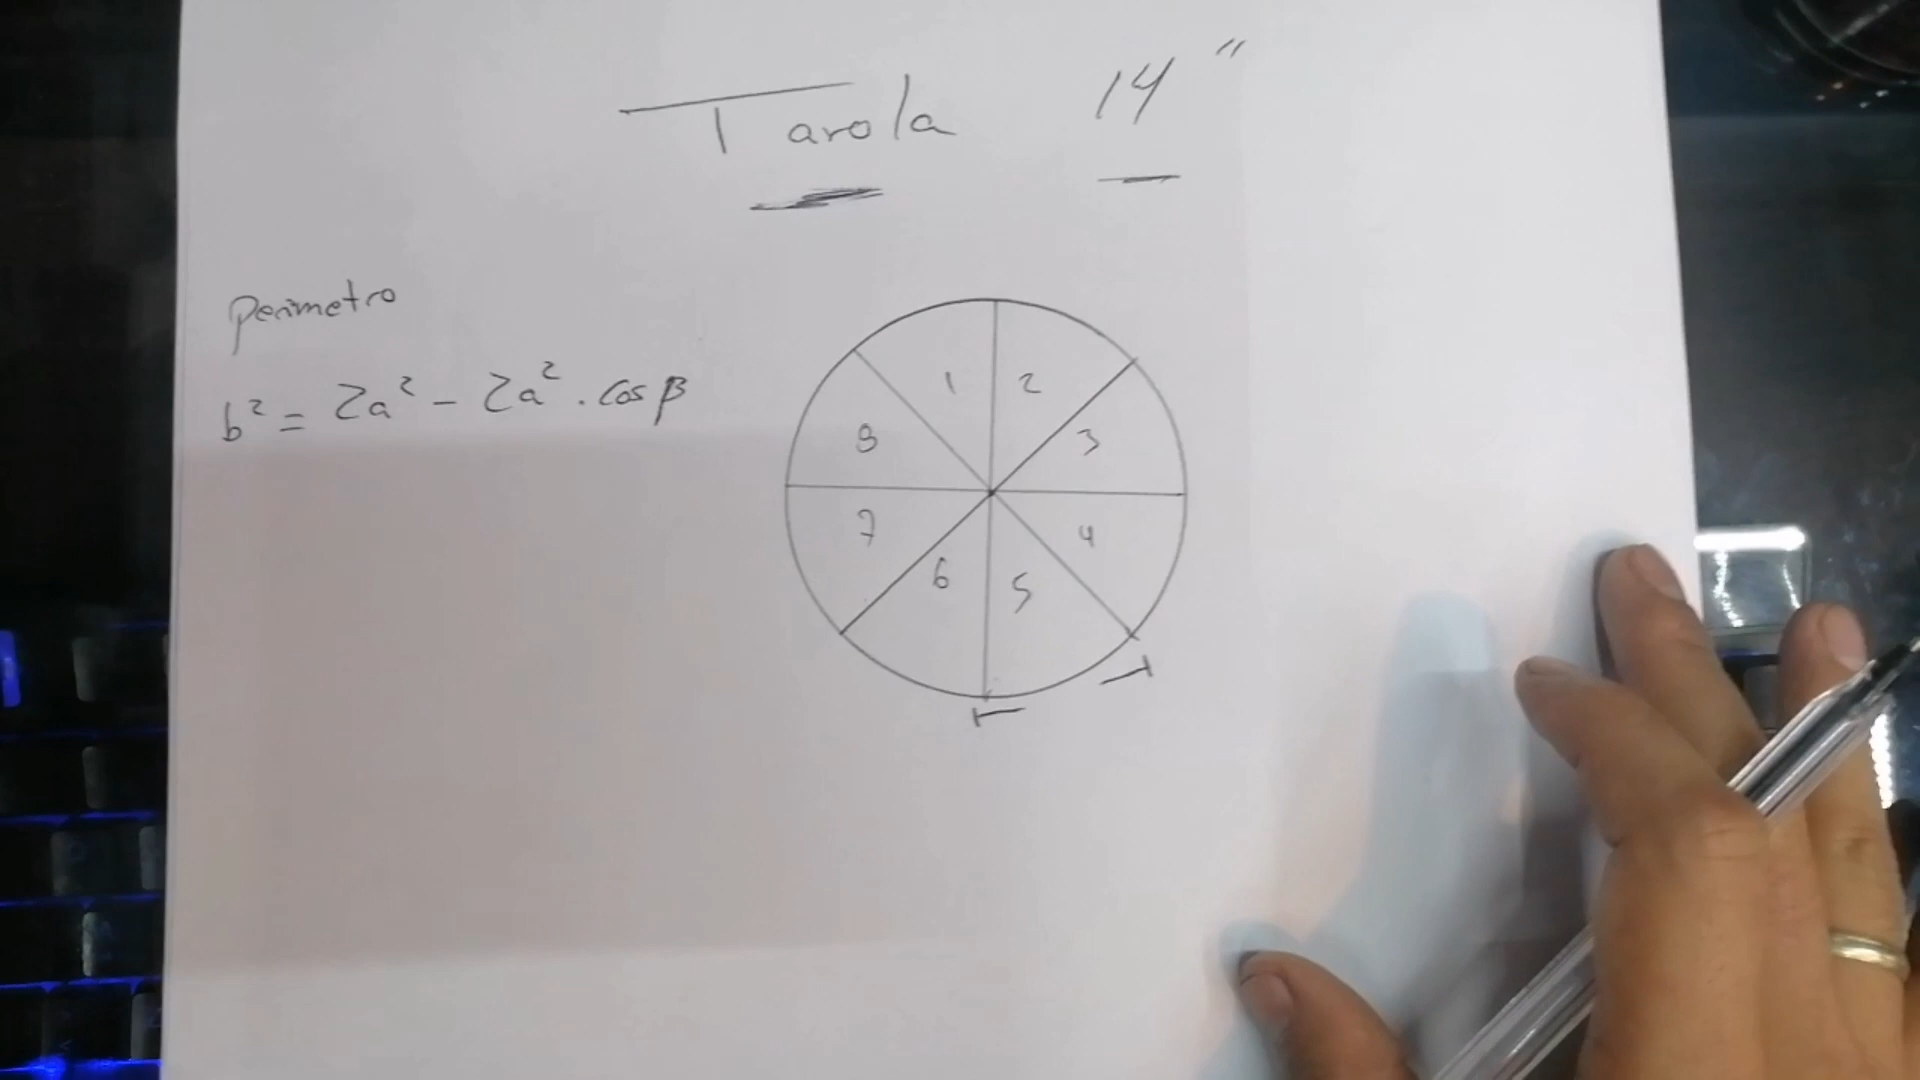 Tarola 14"
perimetro
b² = 2a² - 2a² . cos β
1 2
8 3
7 4
6 5